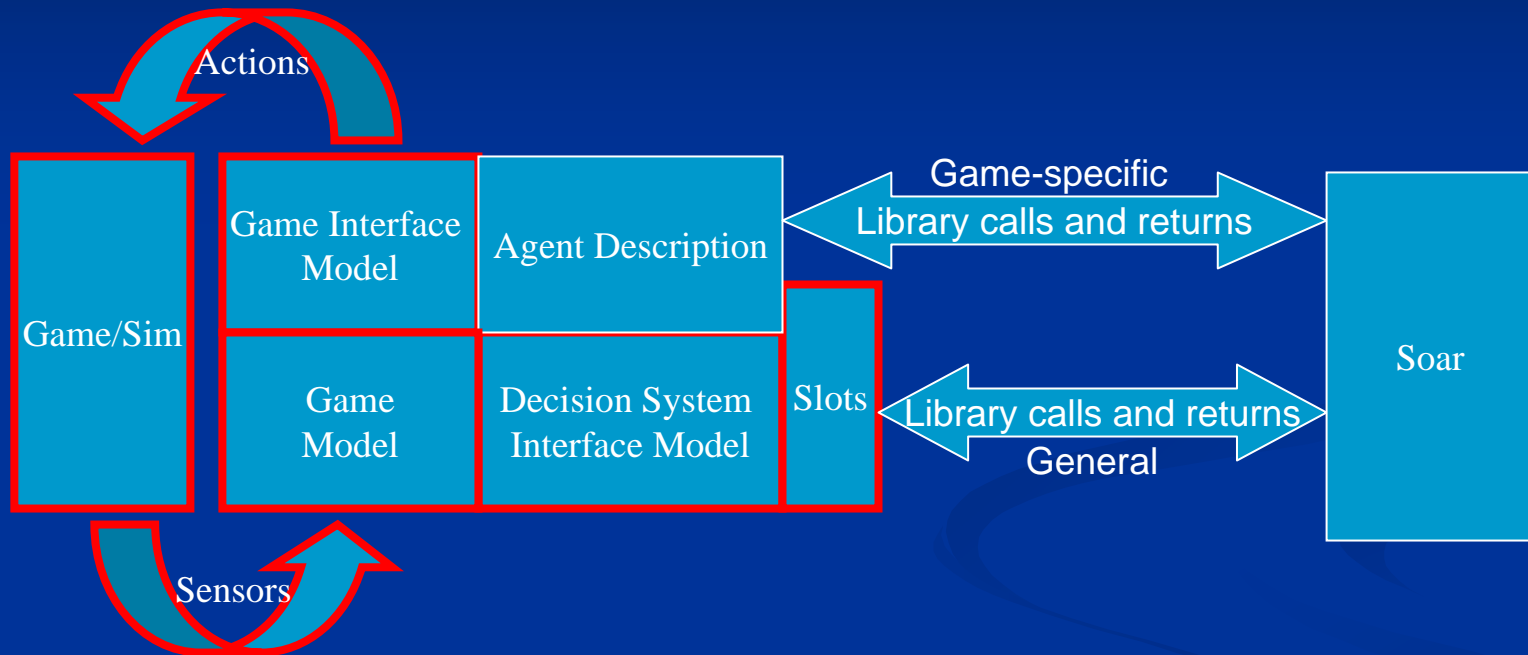 Actions
Game/Sim
Game Interface
Model
Agent Description
Game
Model
Decision System
Interface Model
Slots
Game-specific
Library calls and returns
Library calls and returns
General
Soar
Sensors